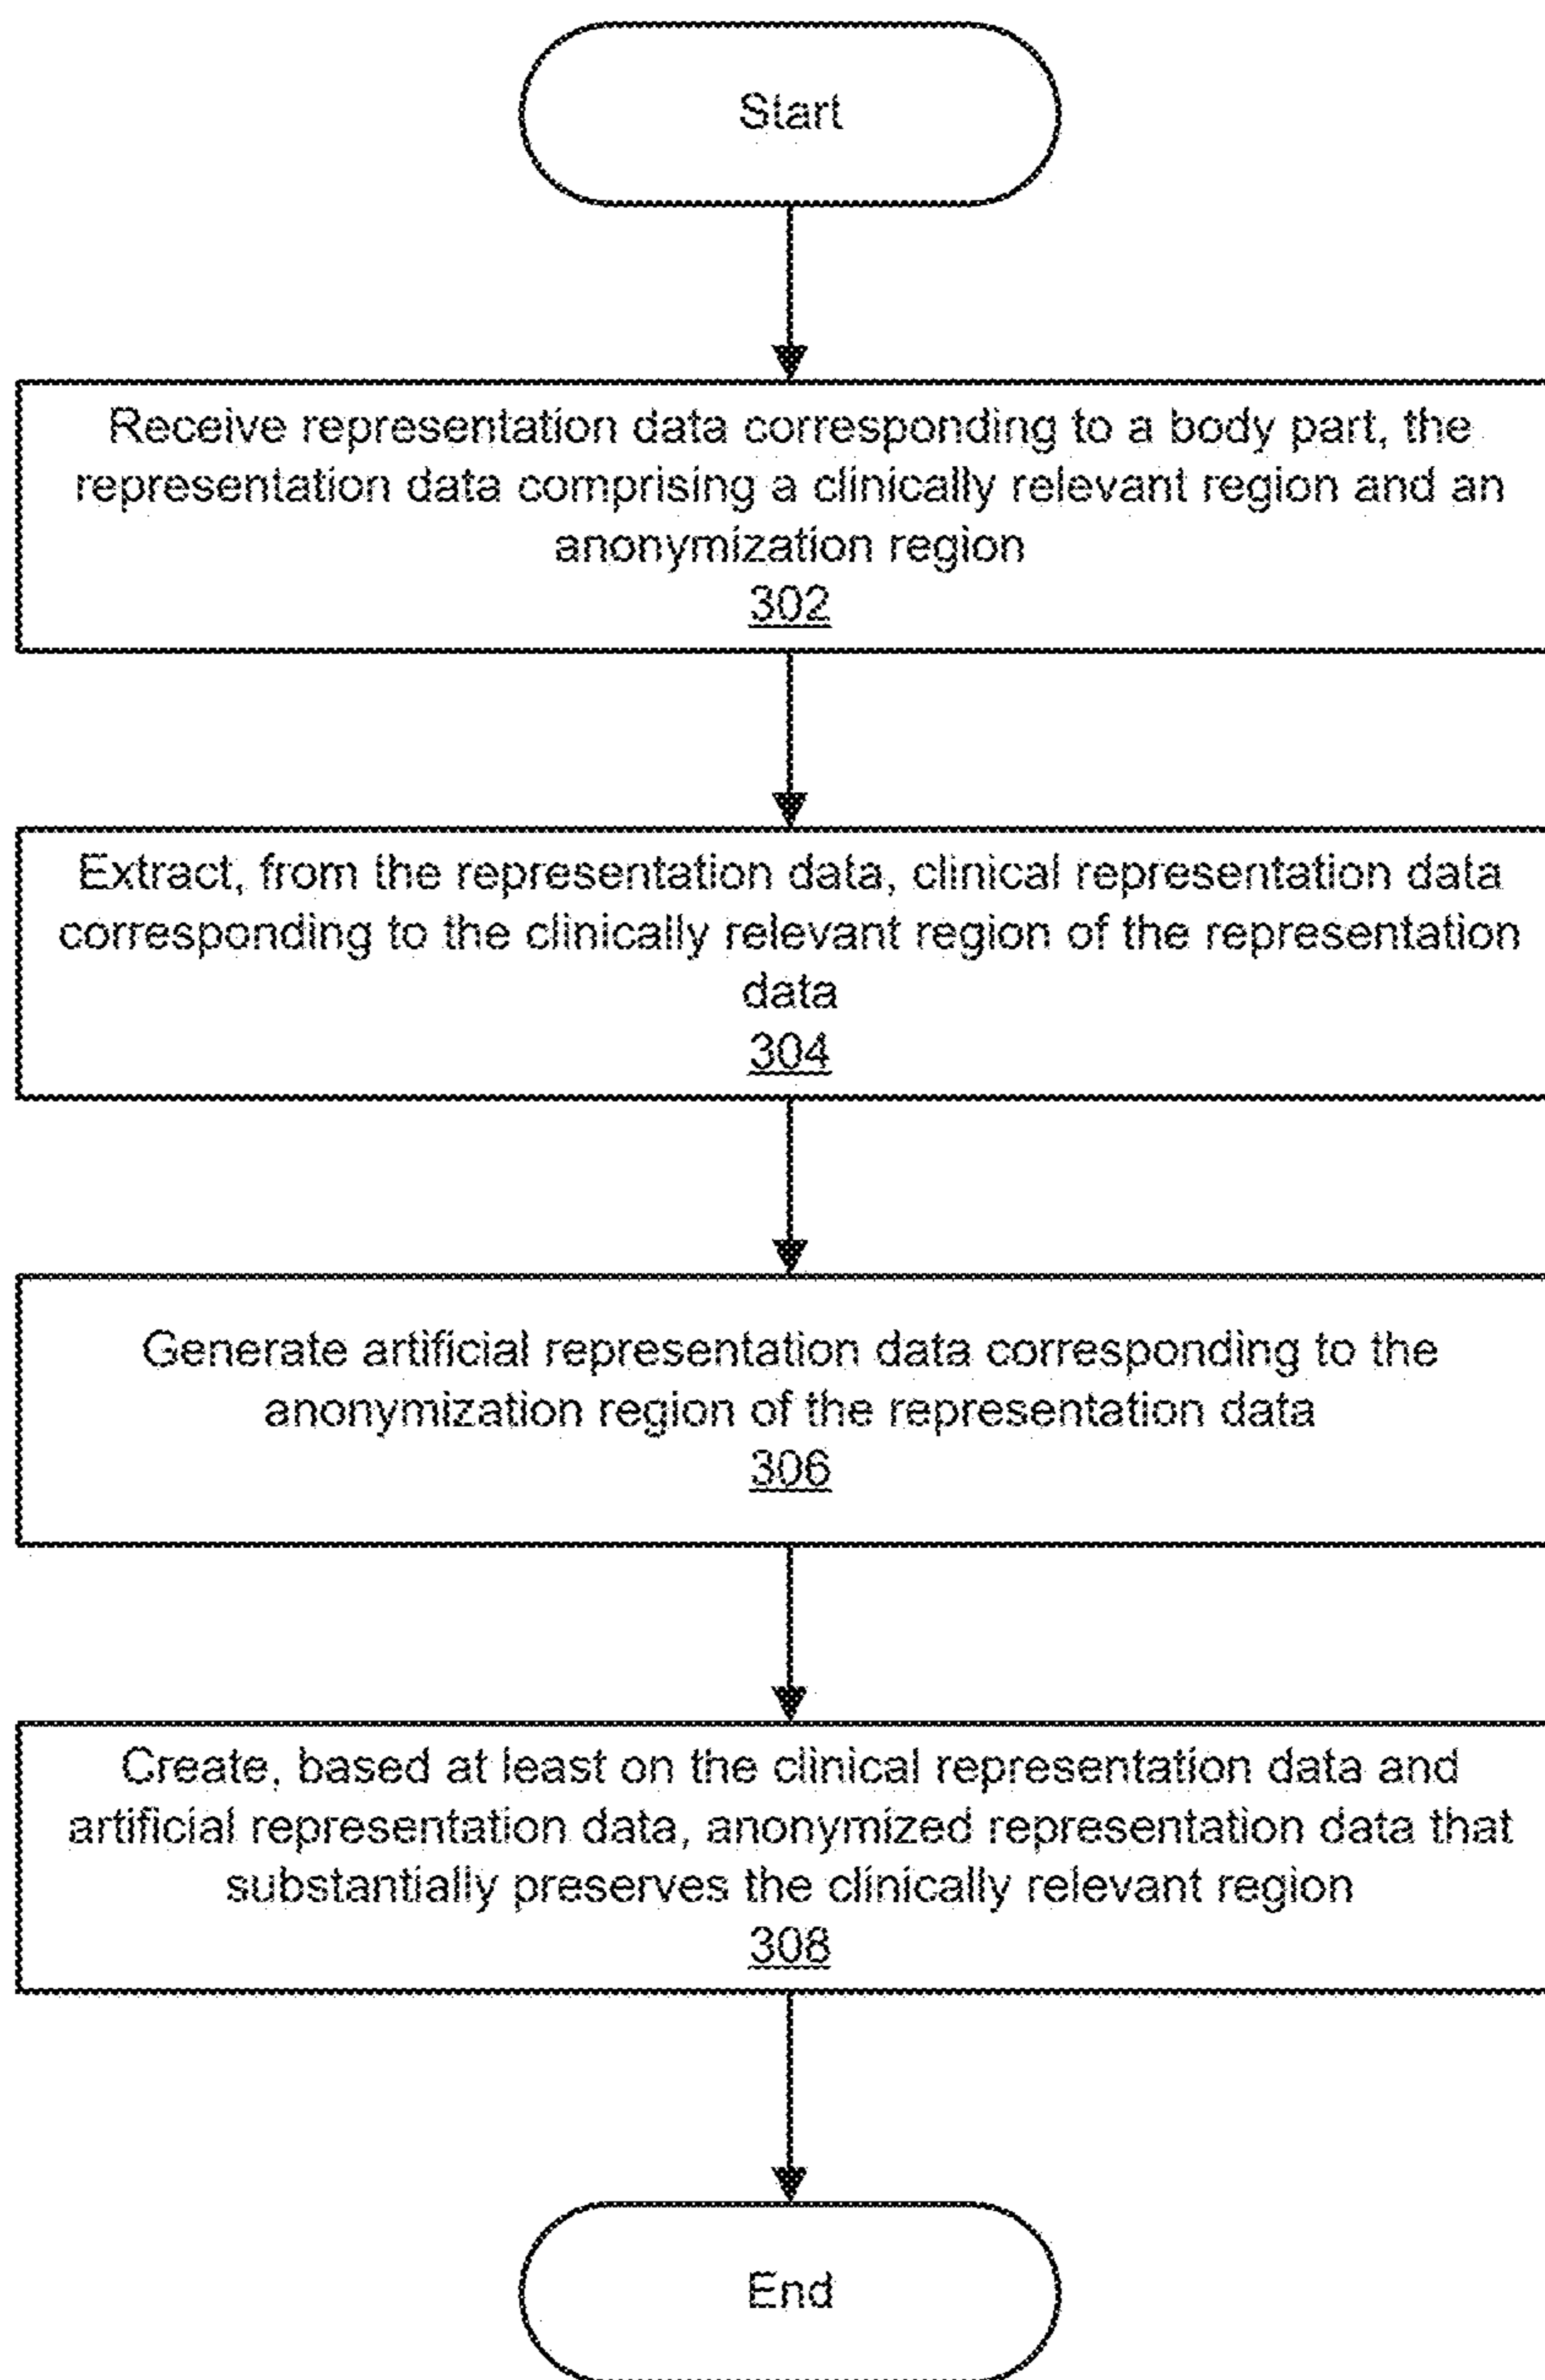 Start
Receive representation data corresponding to a body part, the
representation data comprising a clinically relevant region and an
anonymization region
302
Extract, from the representation data, clinical representation data
corresponding to the clinically relevant region of the representation
data
304
Generate artificial representation data corresponding to the
anonymization region of the representation data
306
Create, based at least on the clinical representation data and
artificial representation data, anonymized representation data that
substantially preserves the clinically relevant region
308
End